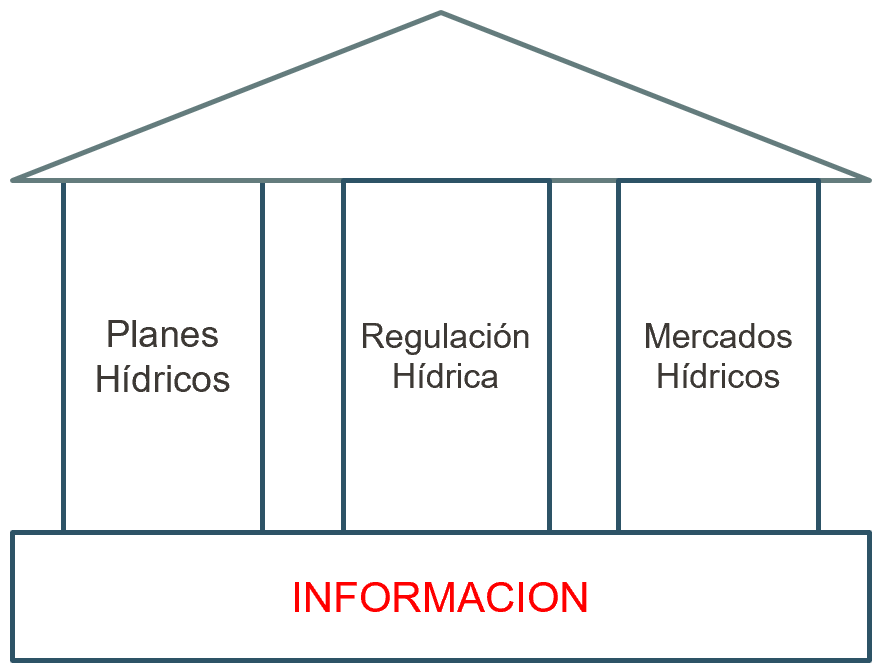 Planes
Hídricos
Regulación
Hídrica
Mercados
Hídricos
INFORMACION